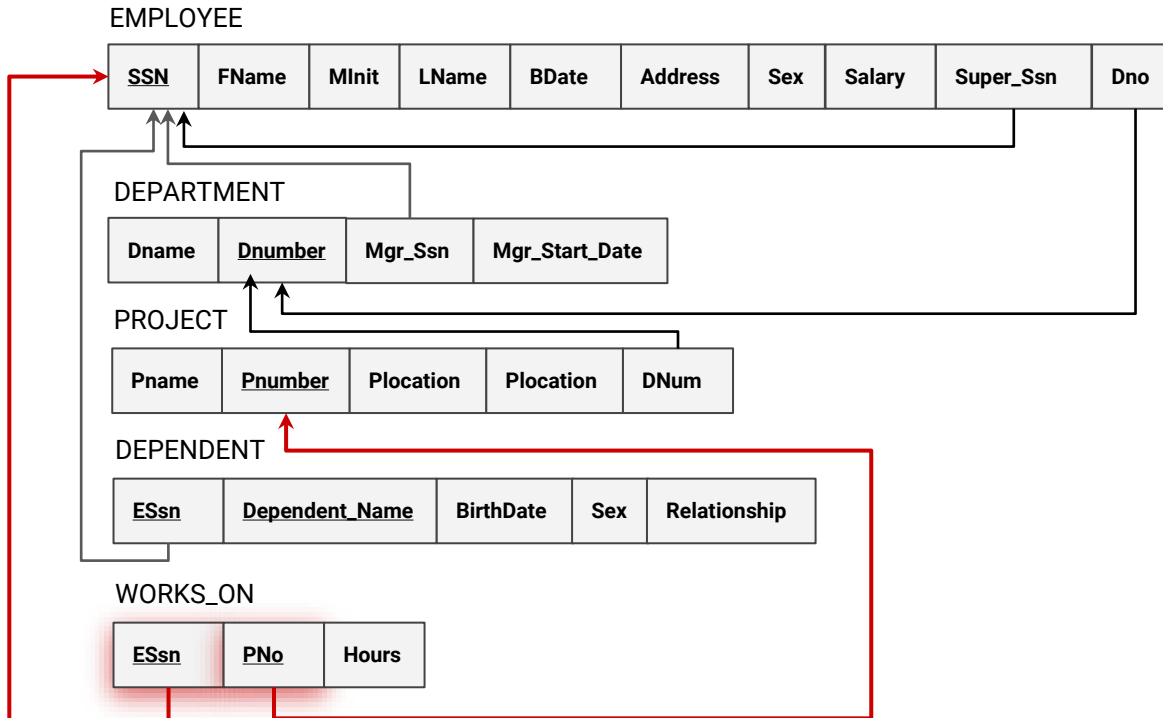 EMPLOYEE
SSN FName MInit LName BDate Address Sex Salary Super_Ssn Dno
DEPARTMENT
Dname Dnumber Mgr_Ssn Mgr_Start_Date
PROJECT
Pname Pnumber Plocation Plocation DNum
DEPENDENT
ESsn Dependent_Name BirthDate Sex Relationship
WORKS_ON
ESsn PNo Hours